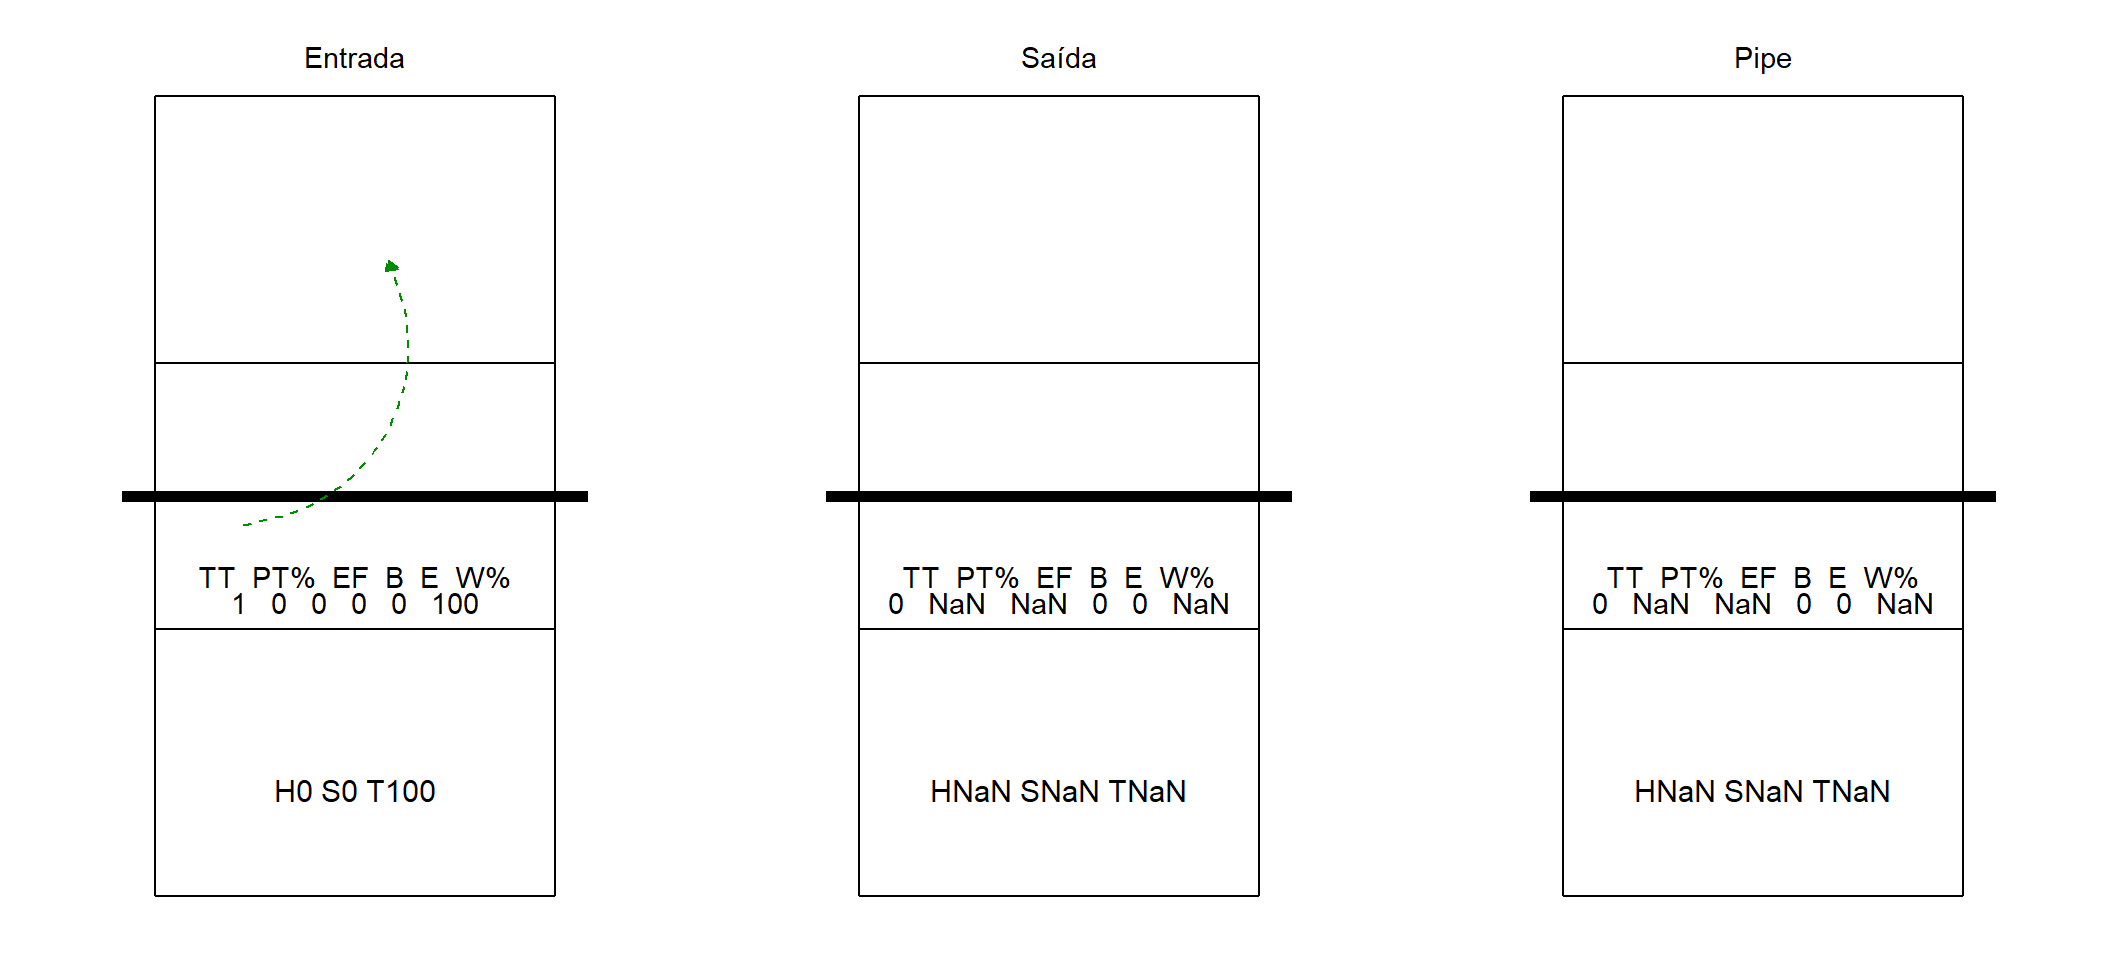 Entrada
TT PT% EF B E W%
1 0 0 0 0 100
H0 S0 T100
Saída
TT PT% EF B E W%
0 NaN NaN 0 0 NaN
HNaN SNaN TNaN
Pipe
TT PT% EF B E W%
0 NaN NaN 0 0 NaN
HNaN SNaN TNaN